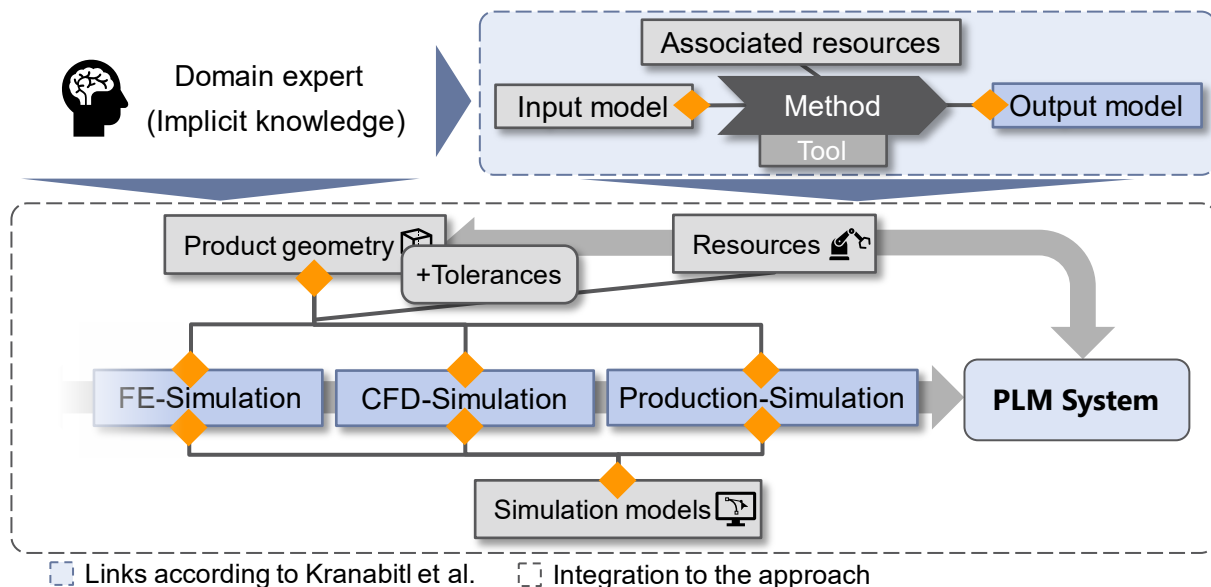 Domain expert
(Implicit knowledge)
Associated resources
Input model
Method
Output model
Tool
Product geometry
+Tolerances
Resources
FE-Simulation
CFD-Simulation
Production-Simulation
PLM System
Simulation models
Links according to Kranabitl et al.
Integration to the approach